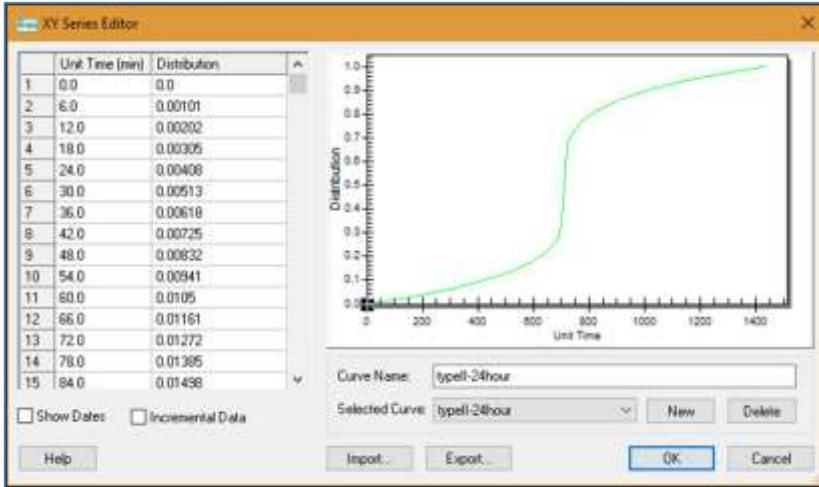 XY Series Editor
Unit Time (min) Distribution
1 0.0 0.0
2 6.0 0.00101
3 12.0 0.00202
4 18.0 0.00305
5 24.0 0.00408
6 30.0 0.00513
7 36.0 0.00618
8 42.0 0.00725
9 48.0 0.00832
10 54.0 0.00941
11 60.0 0.0105
12 66.0 0.01161
13 72.0 0.01272
14 78.0 0.01385
15 84.0 0.01498
Show Dates Incremental Data
Help
1.0
0.9
0.8
0.7
0.6
0.5
0.4
0.3
0.2
0.1
0.0
Distribution
0 200 400 600 800 1000 1200 1400
Unit Time
Curve Name: typeII-24hour
Selected Curve: typeII-24hour New Delete
Import... Export... OK Cancel